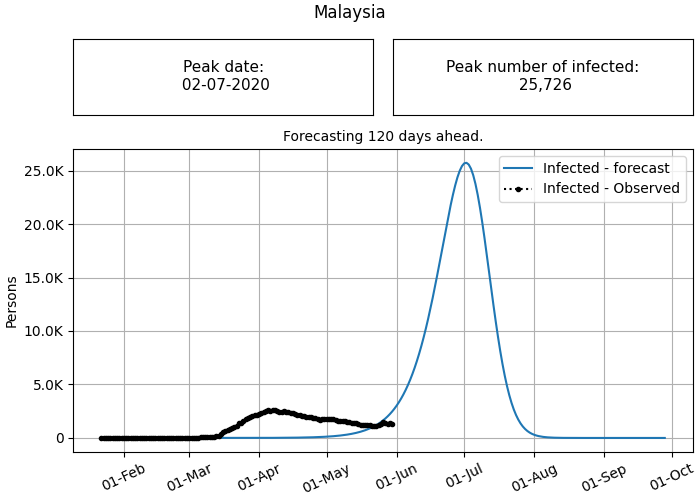 Malaysia
Peak date:
02-07-2020
Peak number of infected:
25,726
Forecasting 120 days ahead.
Infected - forecast
Infected - Observed
Persons
25.0K
20.0K
15.0K
10.0K
5.0K
0
01-Feb
01-Mar
01-Apr
01-May
01-Jun
01-Jul
01-Aug
01-Sep
01-Oct